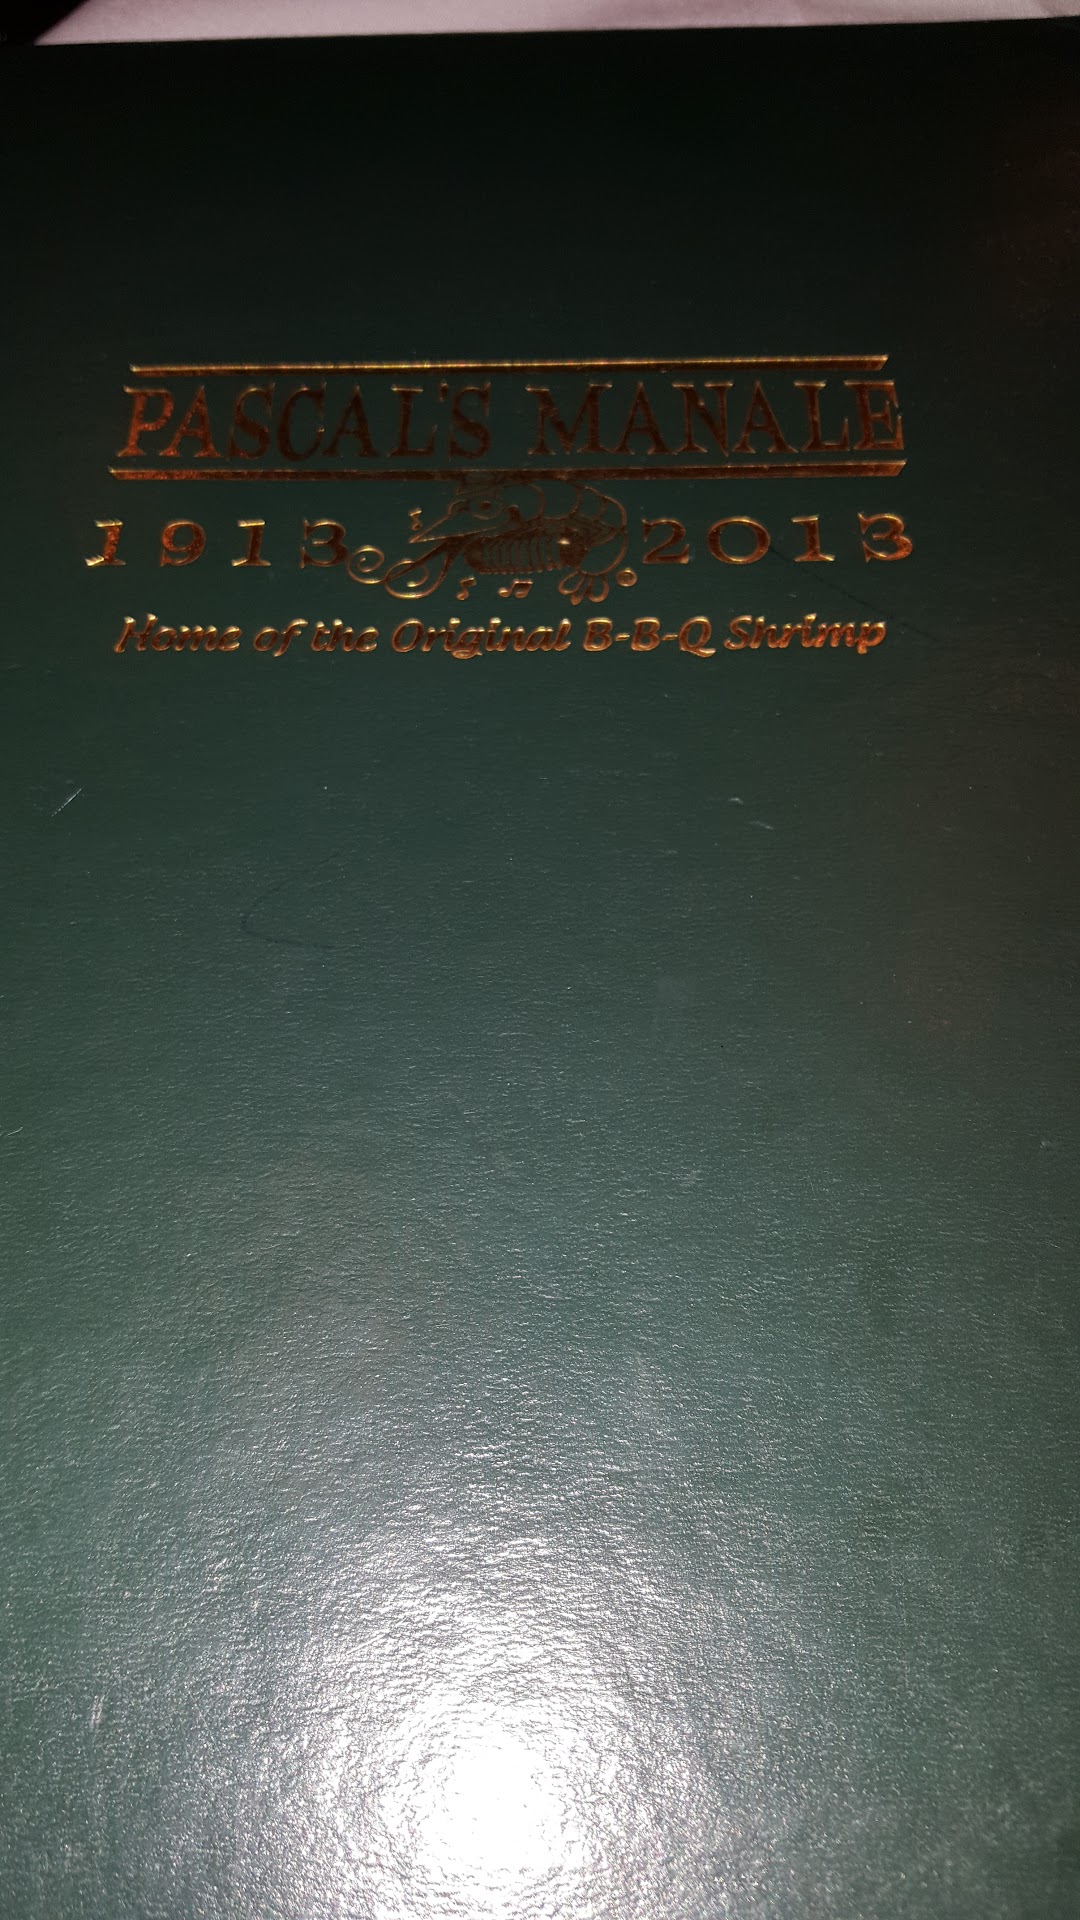 PASCAL'S MANALE
1913 2013
Home of the Original B-B-Q Shrimp